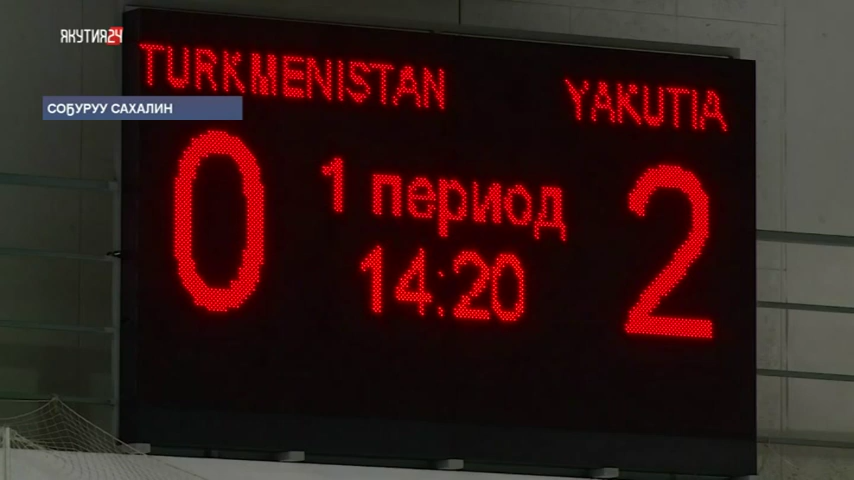 ЯКУТИЯ24
TURKMENISTAN YAKUTIA
СОҔУРУУ САХАЛИН
0 1 период 2
14:20